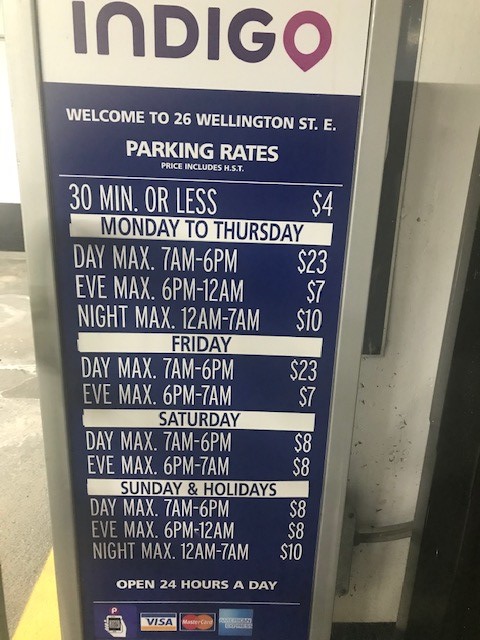 INDIGO
WELCOME TO 26 WELLINGTON ST. E.
PARKING RATES
PRICE INCLUDES H.S.T.
30 MIN. OR LESS $4
MONDAY TO THURSDAY
DAY MAX. 7AM-6PM $23
EVE MAX. 6PM-12AM $7
NIGHT MAX. 12AM-7AM $10
FRIDAY
DAY MAX. 7AM-6PM $23
EVE MAX. 6PM-7AM $7
SATURDAY
DAY MAX. 7AM-6PM $8
EVE MAX. 6PM-7AM $8
SUNDAY & HOLIDAYS
DAY MAX. 7AM-6PM $8
EVE MAX. 6PM-12AM $8
NIGHT MAX. 12AM-7AM $10
OPEN 24 HOURS A DAY
P VISA MasterCard AMERICAN EXPRESS